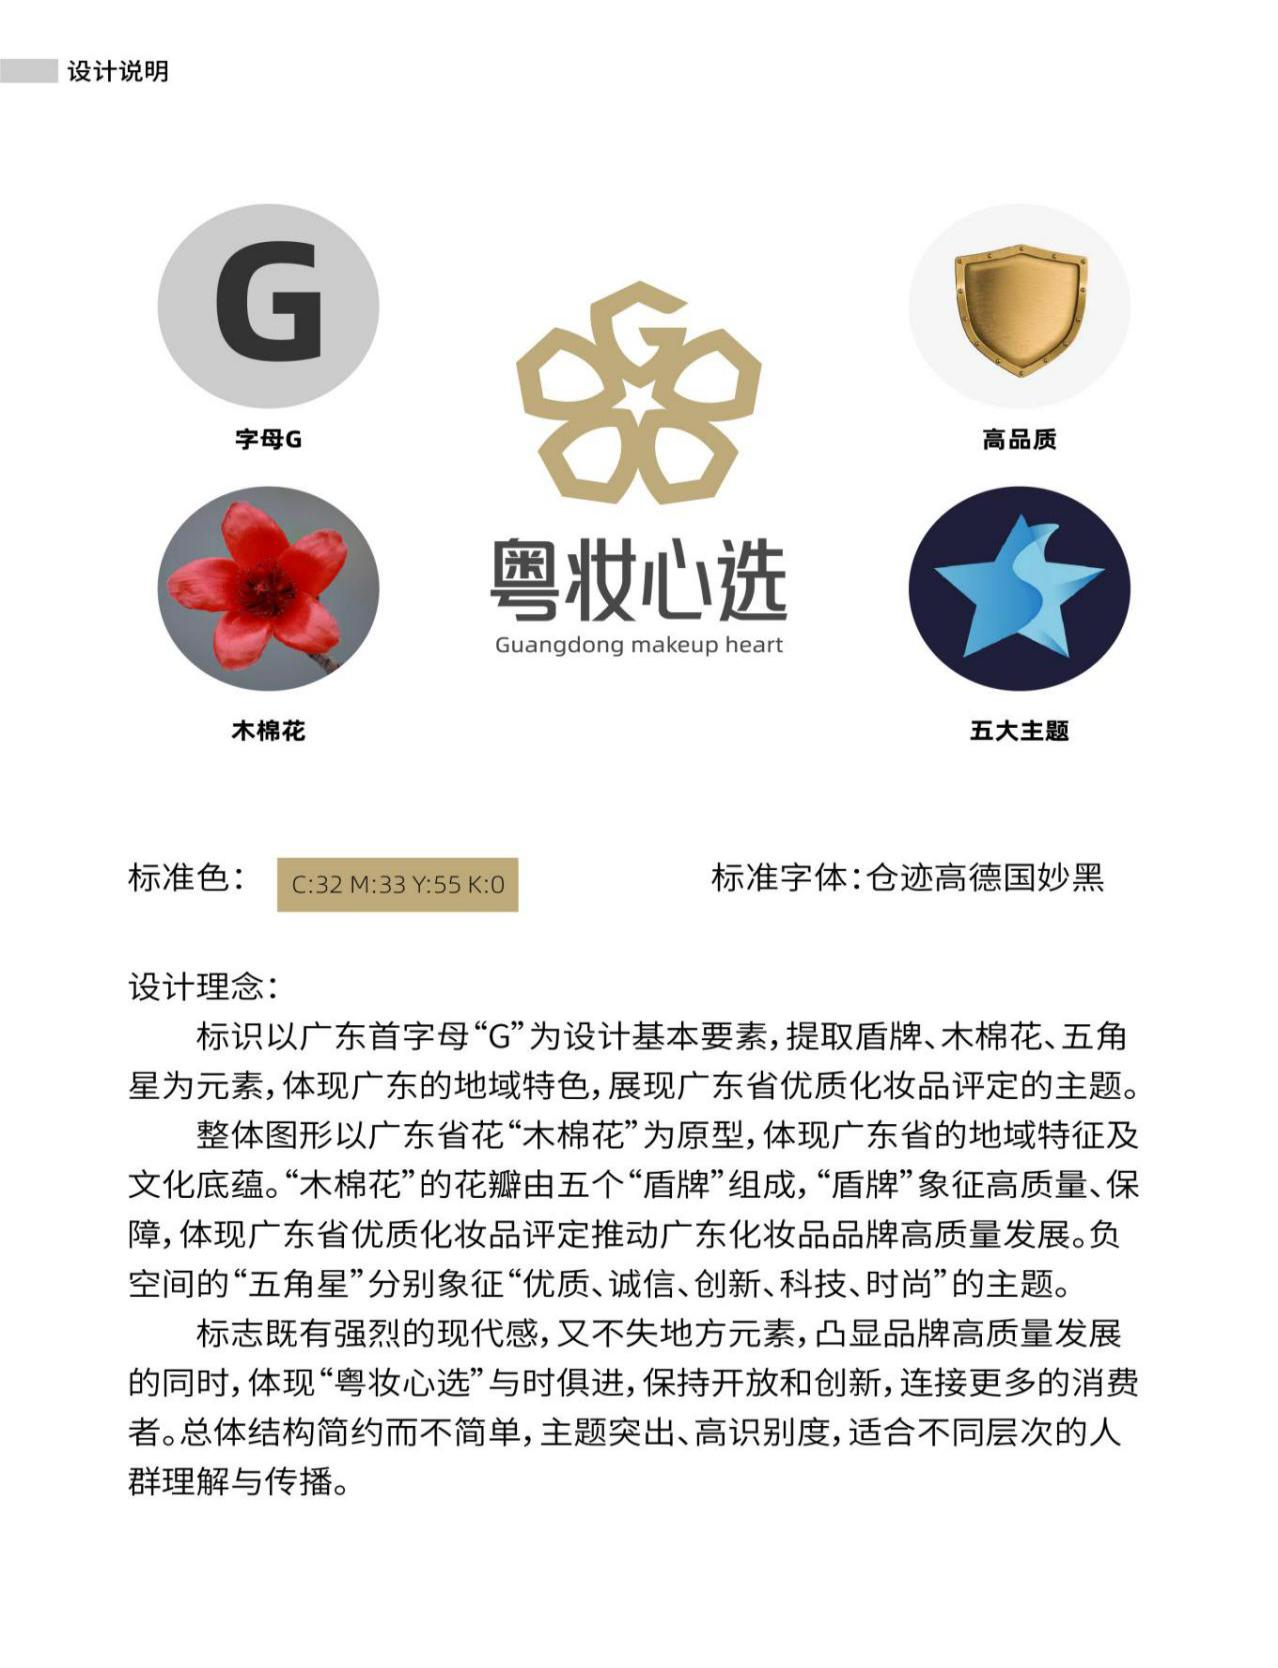 设计说明
G
字母G
高品质
G
粤妆心选
Guangdong makeup heart
木棉花
五大主题
标准色：
C:32 M:33 Y:55 K:0
标准字体：仓迹高德国妙黑
设计理念：
标识以广东首字母“G”为设计基本要素，提取盾牌、木棉花、五角
星为元素，体现广东的地域特色，展现广东省优质化妆品评定的主题。
整体图形以广东省花“木棉花”为原型，体现广东省的地域特征及
文化底蕴。“木棉花”的花瓣由五个“盾牌”组成，“盾牌”象征高质量、保
障，体现广东省优质化妆品评定推动广东化妆品品牌高质量发展。负
空间的“五角星”分别象征“优质、诚信、创新、科技、时尚”的主题。
标志既有强烈的现代感，又不失地方元素，凸显品牌高质量发展
的同时，体现“粤妆心选”与时俱进，保持开放和创新，连接更多的消费
者。总体结构简约而不简单，主题突出、高识别度，适合不同层次的人
群理解与传播。